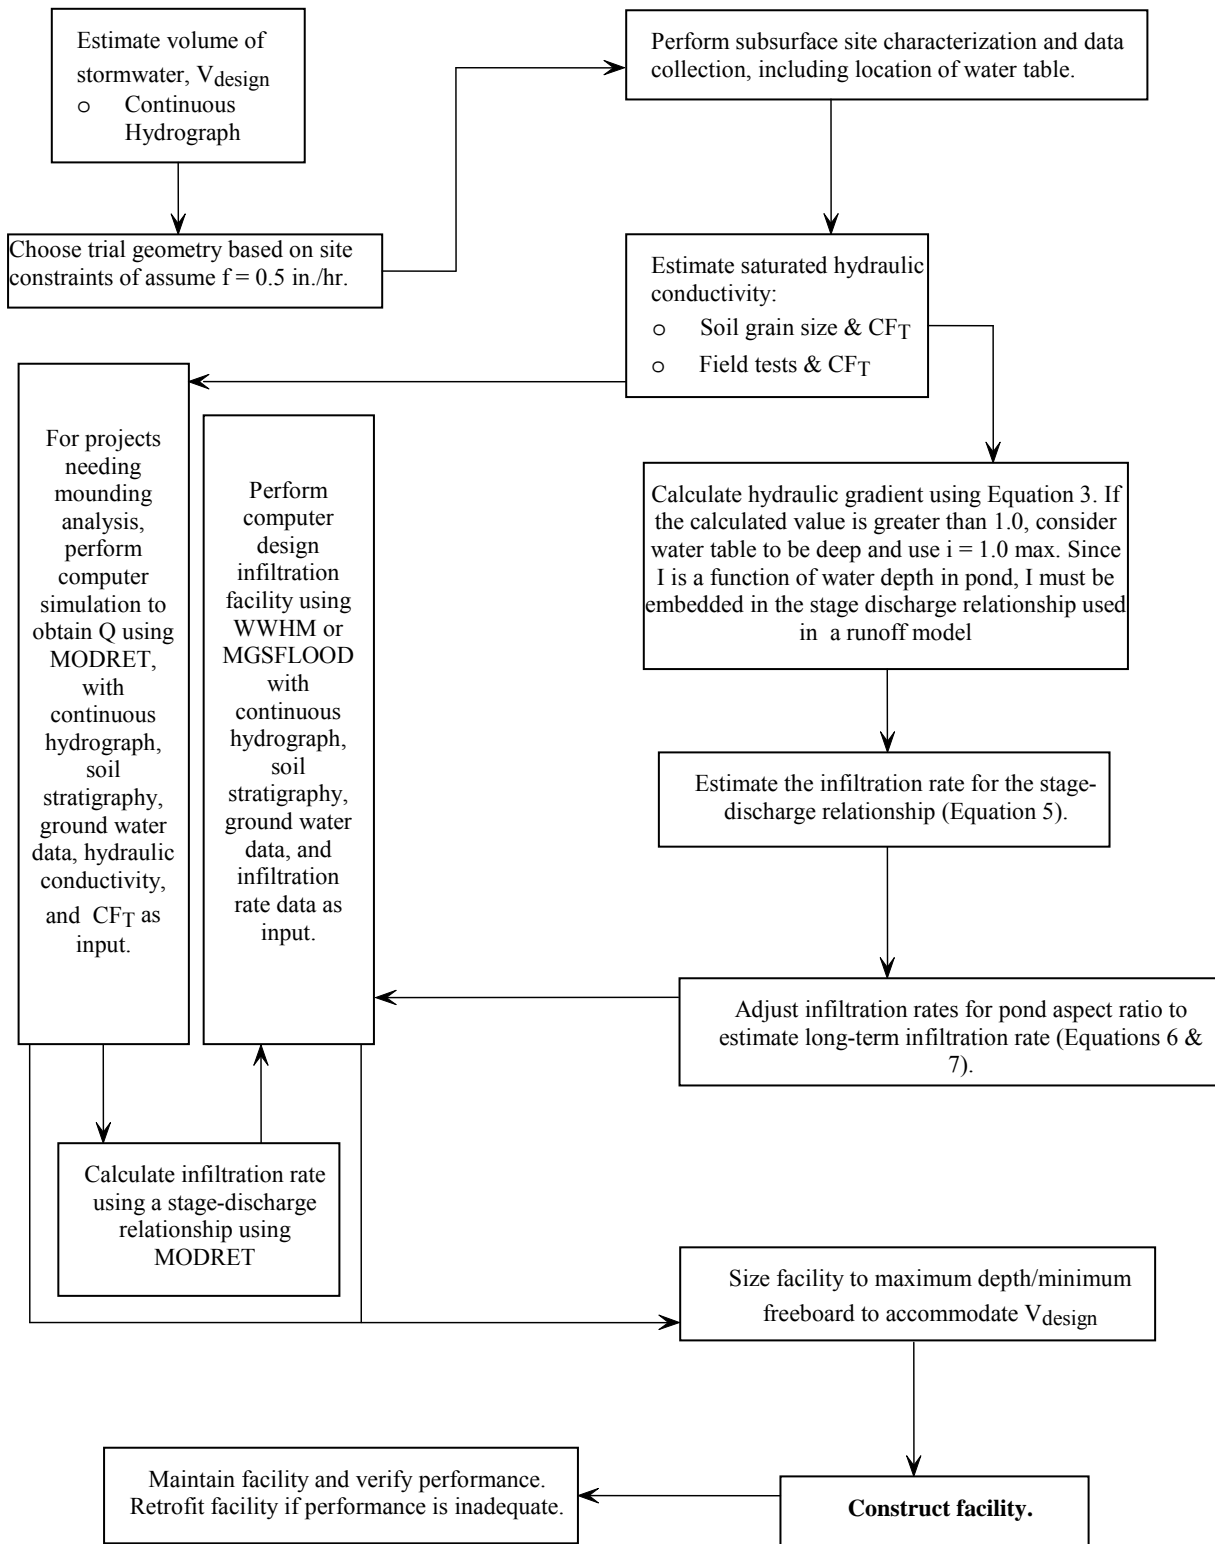 Estimate volume of
stormwater, Vdesign
o Continuous
Hydrograph
Choose trial geometry based on site
constraints of assume f = 0.5 in./hr.
Perform subsurface site characterization and data
collection, including location of water table.
Estimate saturated hydraulic
conductivity:
o Soil grain size & CFT
o Field tests & CFT
For projects
needing
mounding
analysis,
perform
computer
simulation to
obtain Q using
MODRET,
with
continuous
hydrograph,
soil
stratigraphy,
ground water
data, hydraulic
conductivity,
and CFT as
input.
Perform
computer
design
infiltration
facility using
WWHM or
MGSFLOOD
with
continuous
hydrograph,
soil
stratigraphy,
ground water
data, and
infiltration
rate data as
input.
Calculate hydraulic gradient using Equation 3. If
the calculated value is greater than 1.0, consider
water table to be deep and use i = 1.0 max. Since
I is a function of water depth in pond, I must be
embedded in the stage discharge relationship used
in a runoff model
Estimate the infiltration rate for the stage-
discharge relationship (Equation 5).
Adjust infiltration rates for pond aspect ratio to
estimate long-term infiltration rate (Equations 6 &
7).
Calculate infiltration rate
using a stage-discharge
relationship using
MODRET
Size facility to maximum depth/minimum
freeboard to accommodate Vdesign
Maintain facility and verify performance.
Retrofit facility if performance is inadequate.
Construct facility.